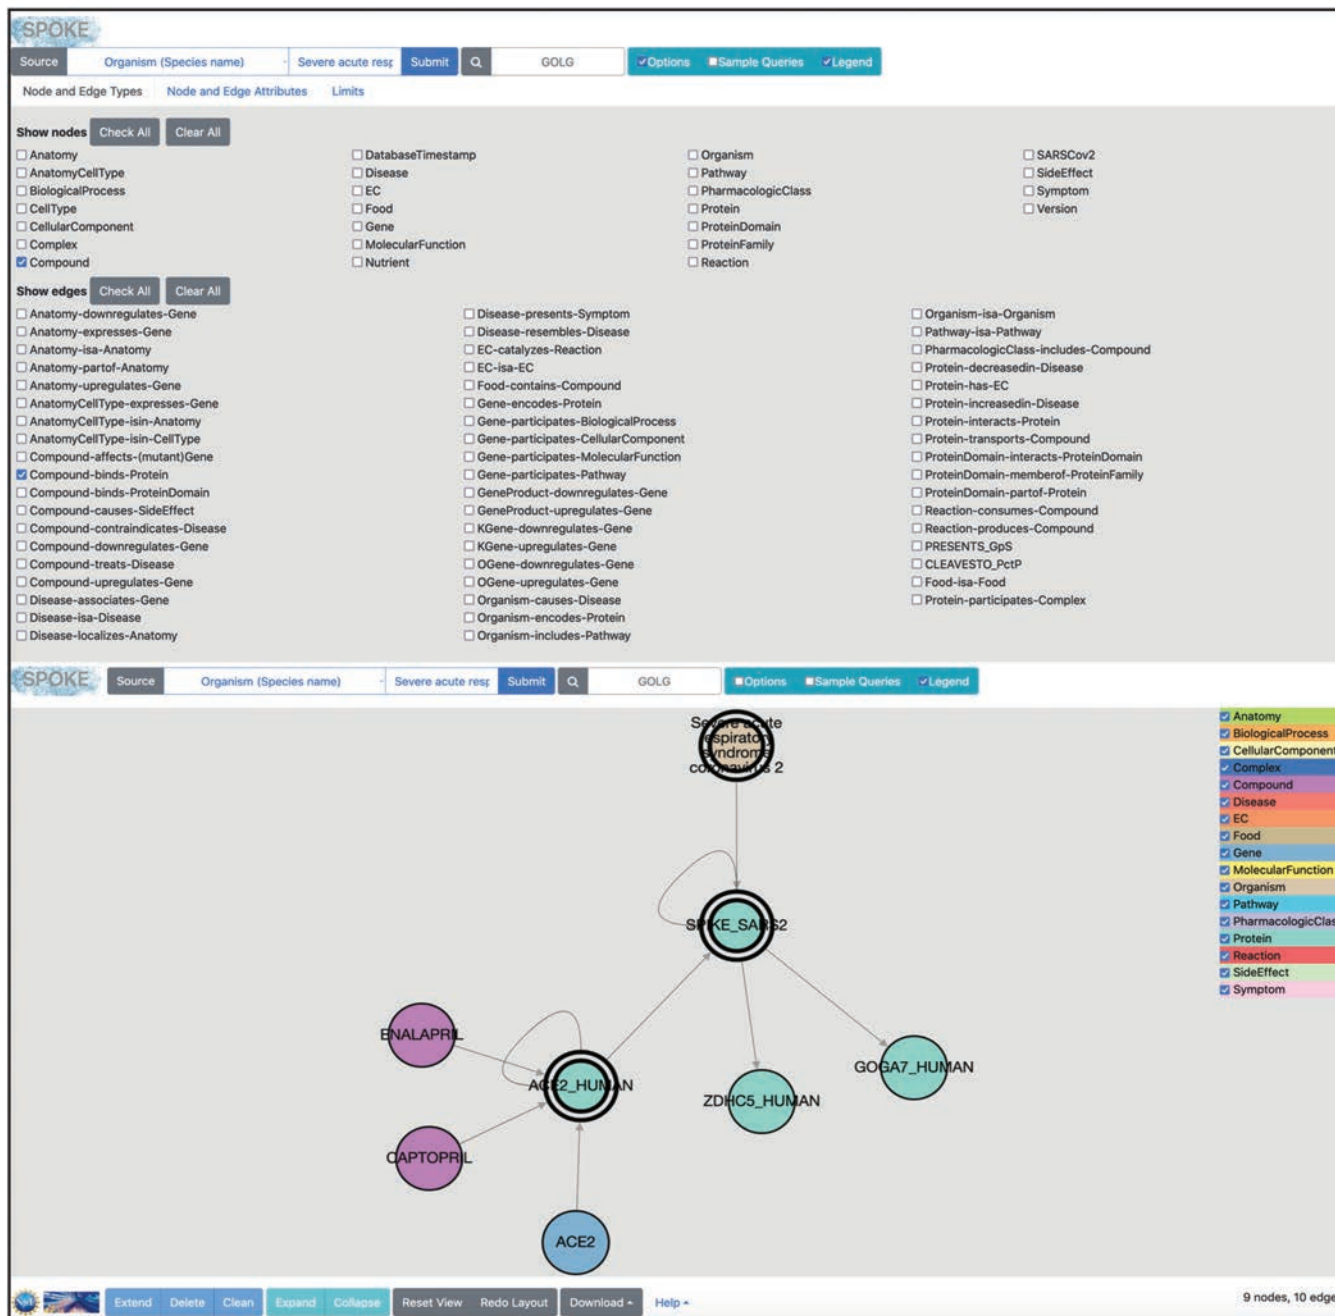 SPOKE
Source Organism (Species name) Severe acute resp Submit GOLG Options Sample Queries Legend
Node and Edge Types Node and Edge Attributes Limits
Show nodes Check All Clear All
Anatomy DatabaseTimestamp Organism SARSCov2
AnatomyCellType Disease Pathway SideEffect
BiologicalProcess EC PharmacologicClass Symptom
CellType Food Protein Version
CellularComponent Gene ProteinDomain
Complex MolecularFunction ProteinFamily
Compound Nutrient Reaction
Show edges Check All Clear All
Anatomy-downregulates-Gene Disease-presents-Symptom Organism-isa-Organism
Anatomy-expresses-Gene Disease-resembles-Disease Pathway-isa-Pathway
Anatomy-isa-Anatomy EC-catalyzes-Reaction PharmacologicClass-includes-Compound
Anatomy-partof-Anatomy EC-isa-EC Protein-decreasedin-Disease
Anatomy-upregulates-Gene Food-contains-Compound Protein-has-EC
AnatomyCellType-expresses-Gene Gene-encodes-Protein Protein-increasedin-Disease
AnatomyCellType-isin-Anatomy Gene-participates-BiologicalProcess Protein-interacts-Protein
AnatomyCellType-isin-CellType Gene-participates-CellularComponent Protein-transports-Compound
Compound-affects-(mutant)Gene Gene-participates-MolecularFunction ProteinDomain-interacts-ProteinDomain
Compound-binds-Protein Gene-participates-Pathway ProteinDomain-memberof-ProteinFamily
Compound-binds-ProteinDomain GeneProduct-downregulates-Gene ProteinDomain-partof-Protein
Compound-causes-SideEffect GeneProduct-upregulates-Gene Reaction-consumes-Compound
Compound-contraindicates-Disease KGene-downregulates-Gene Reaction-produces-Compound
Compound-downregulates-Gene KGene-upregulates-Gene PRESENTS_GpS
Compound-treats-Disease OGene-downregulates-Gene CLEAVESTO_PctP
Compound-upregulates-Gene OGene-upregulates-Gene Food-isa-Food
Disease-associates-Gene Organism-causes-Disease Protein-participates-Complex
Disease-isa-Disease Organism-encodes-Protein
Disease-localizes-Anatomy Organism-includes-Pathway
SPOKE Source Organism (Species name) Severe acute resp Submit GOLG Options Sample Queries Legend
Severe acute
espiratory
syndrome
coronavirus 2
Anatomy
BiologicalProcess
CellularComponent
Complex
Compound
Disease
EC
Food
Gene
MolecularFunction
Organism
Pathway
PharmacologicClas
Protein
Reaction
SideEffect
Symptom
SPIKE_SARS2
ENALAPRIL
ACE2_HUMAN
ZDHC5_HUMAN
GOGA7_HUMAN
CAPTOPRIL
ACE2
Extend Delete Clean Expand Collapse Reset View Redo Layout Download Help 9 nodes, 10 edge